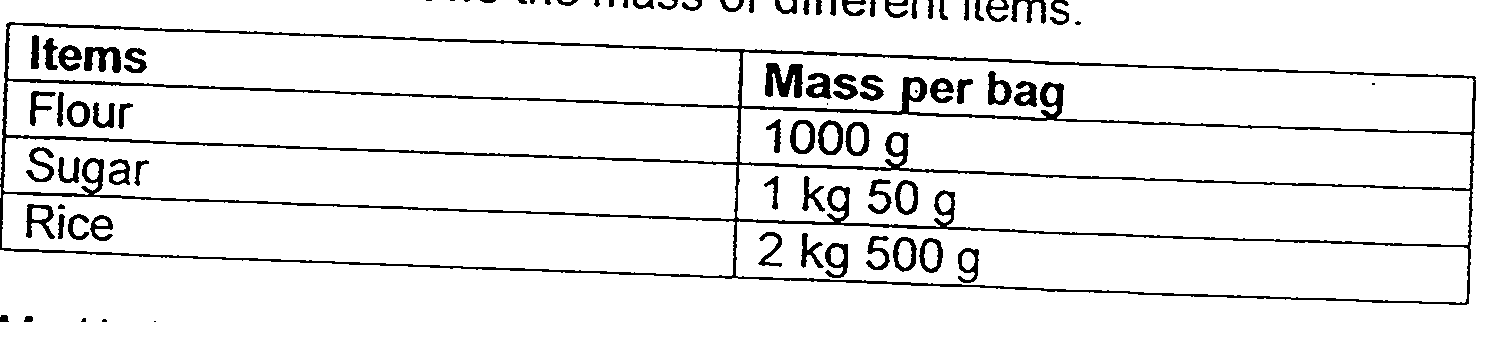 the mass of different items.
Items Mass per bag
Flour 1000 g
Sugar 1 kg 50 g
Rice 2 kg 500 g